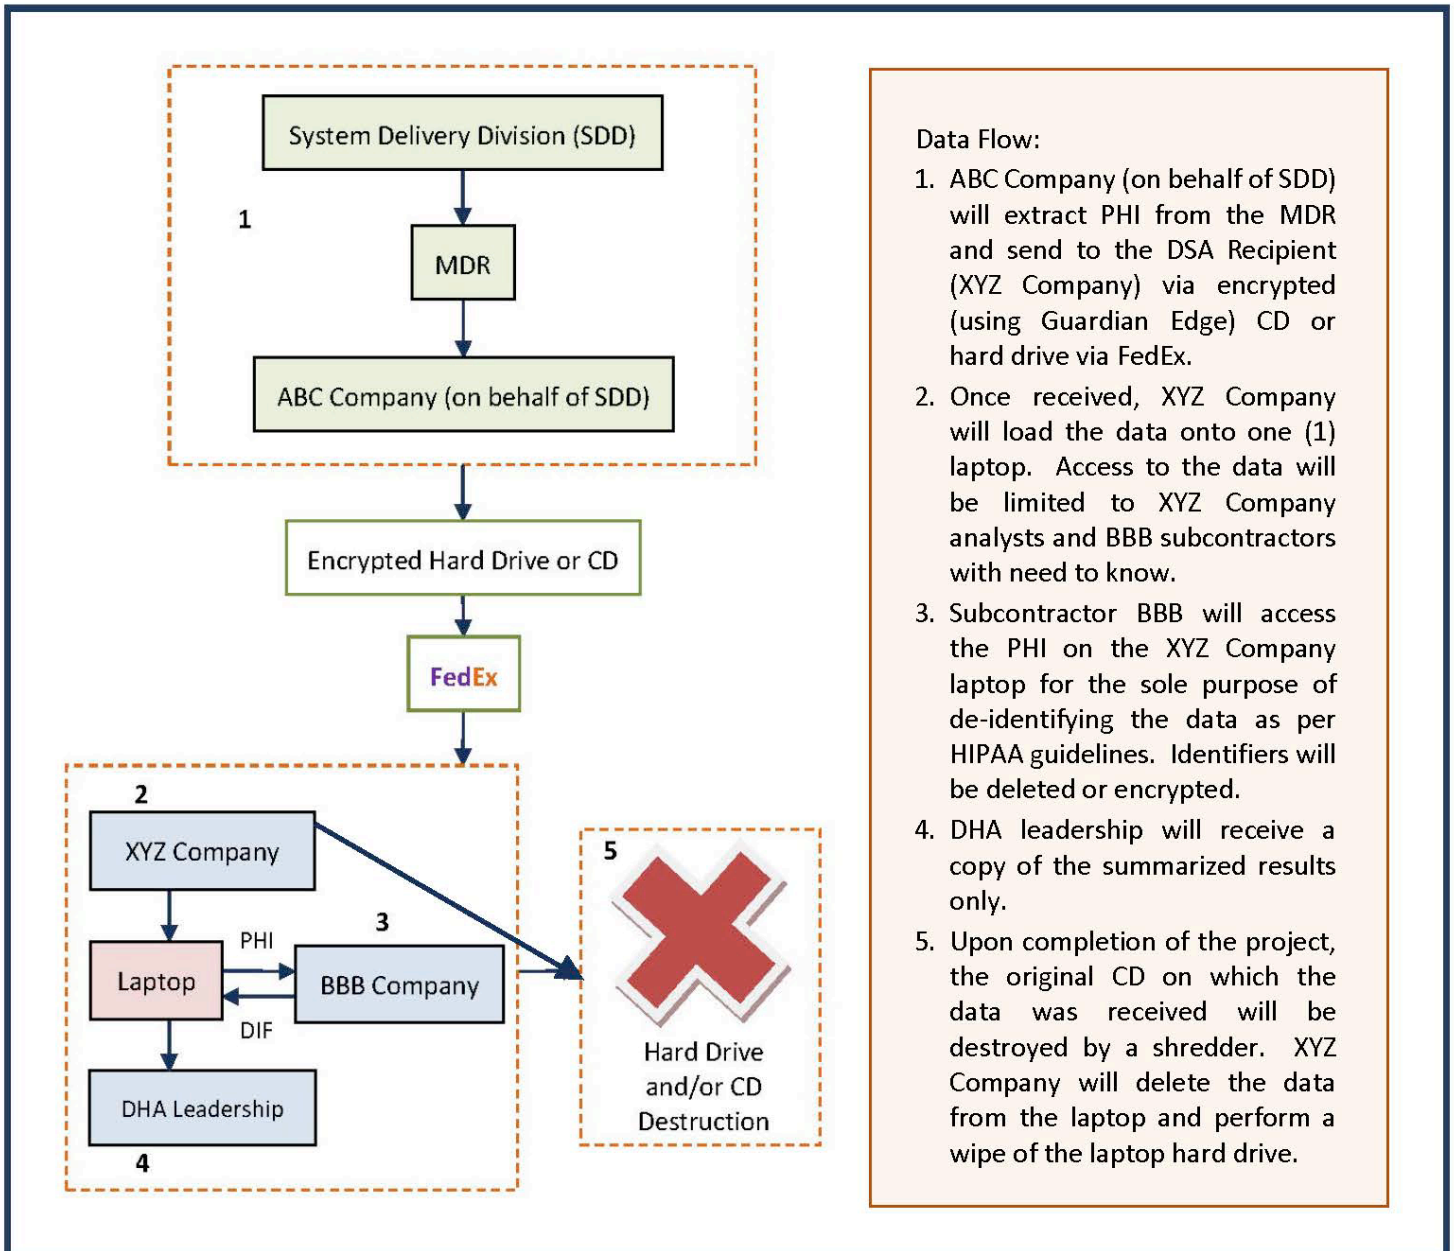 System Delivery Division (SDD)
1
MDR
ABC Company (on behalf of SDD)
Encrypted Hard Drive or CD
FedEx
2
XYZ Company
3
PHI
Laptop
BBB Company
DIF
DHA Leadership
4
5
Hard Drive
and/or CD
Destruction
Data Flow:
1. ABC Company (on behalf of SDD)
will extract PHI from the MDR
and send to the DSA Recipient
(XYZ Company) via encrypted
(using Guardian Edge) CD or
hard drive via FedEx.
2. Once received, XYZ Company
will load the data onto one (1)
laptop. Access to the data will
be limited to XYZ Company
analysts and BBB subcontractors
with need to know.
3. Subcontractor BBB will access
the PHI on the XYZ Company
laptop for the sole purpose of
de-identifying the data as per
HIPAA guidelines. Identifiers will
be deleted or encrypted.
4. DHA leadership will receive a
copy of the summarized results
only.
5. Upon completion of the project,
the original CD on which the
data was received will be
destroyed by a shredder. XYZ
Company will delete the data
from the laptop and perform a
wipe of the laptop hard drive.